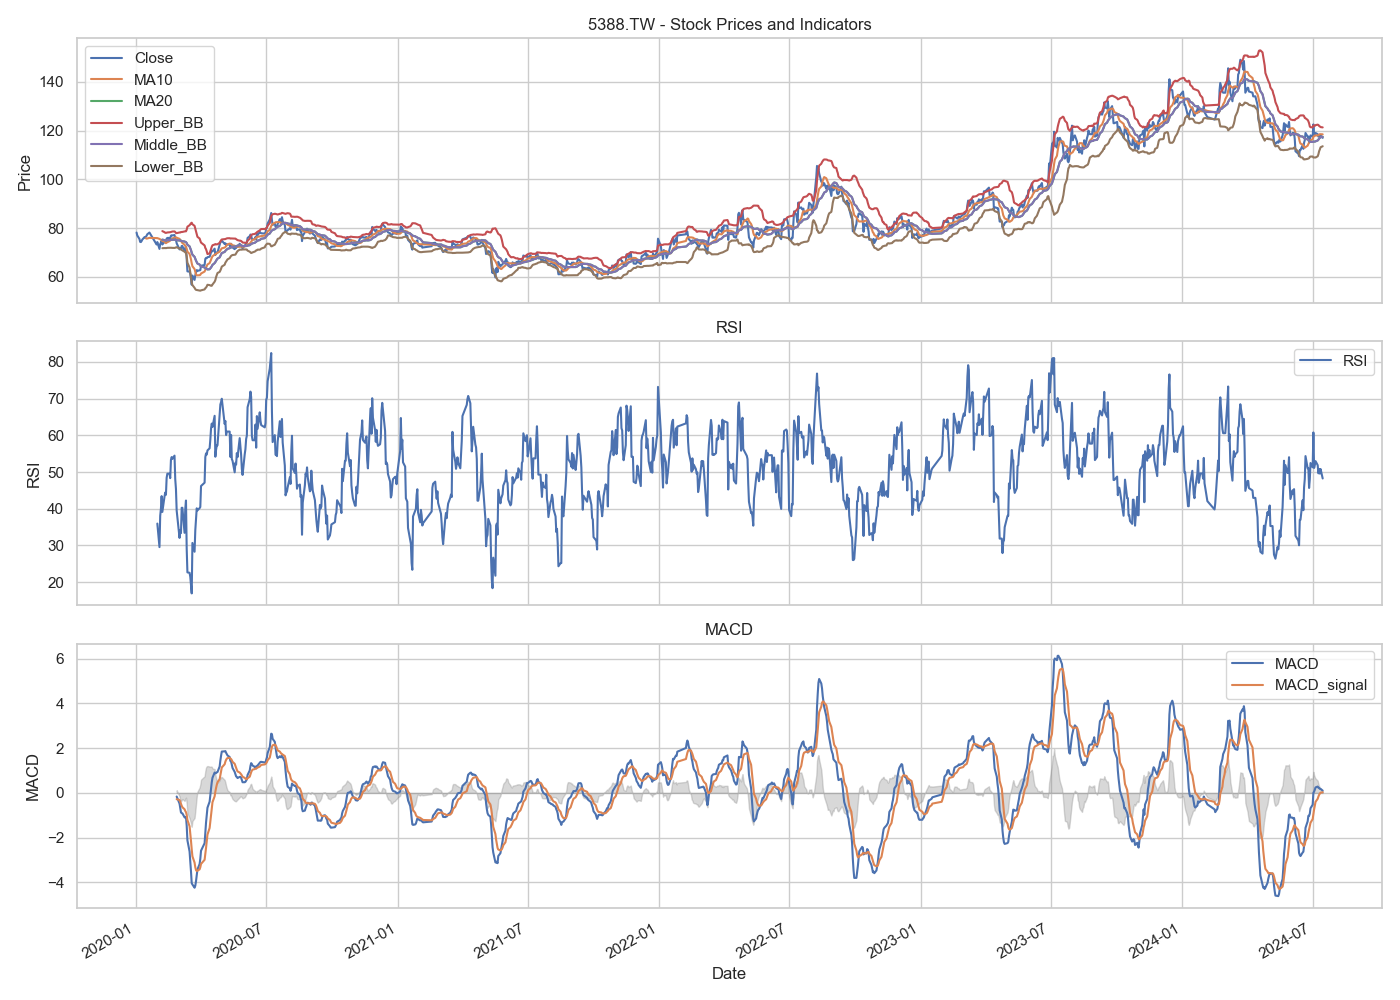 5388.TW - Stock Prices and Indicators
Close
MA10
MA20
Upper_BB
Middle_BB
Lower_BB
Price
140
120
100
80
60
RSI
RSI
RSI
80
70
60
50
40
30
20
MACD
MACD
MACD_signal
MACD
6
4
2
0
−2
−4
2020-01
2020-07
2021-01
2021-07
2022-01
2022-07
2023-01
2023-07
2024-01
2024-07
Date